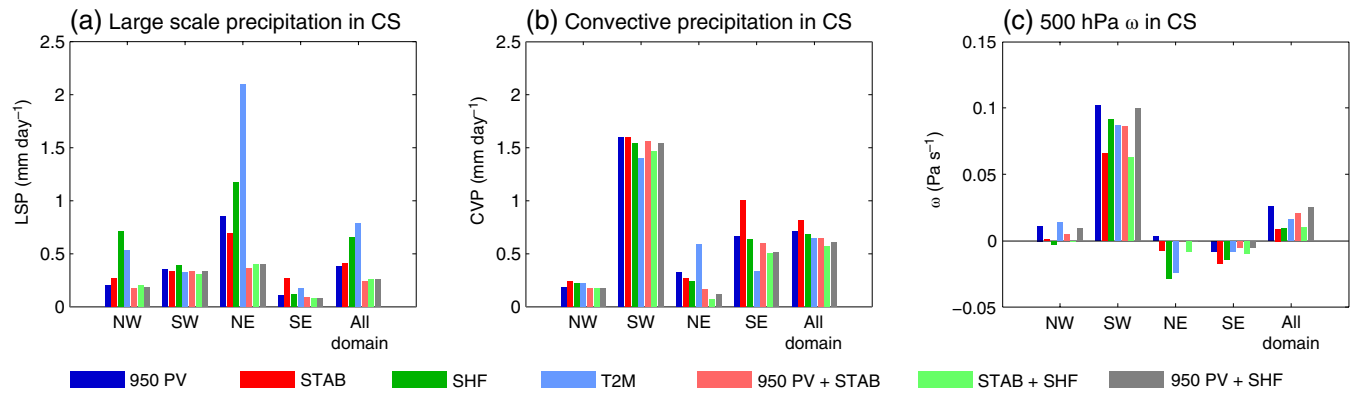 (a) Large scale precipitation in CS
LSP (mm day⁻¹)
2.5
2
1.5
1
0.5
0
NW SW NE SE All domain
(b) Convective precipitation in CS
CVP (mm day⁻¹)
2.5
2
1.5
1
0.5
0
NW SW NE SE All domain
(c) 500 hPa ω in CS
ω (Pa s⁻¹)
0.15
0.1
0.05
0
−0.05
NW SW NE SE All domain
950 PV STAB SHF T2M 950 PV + STAB STAB + SHF 950 PV + SHF